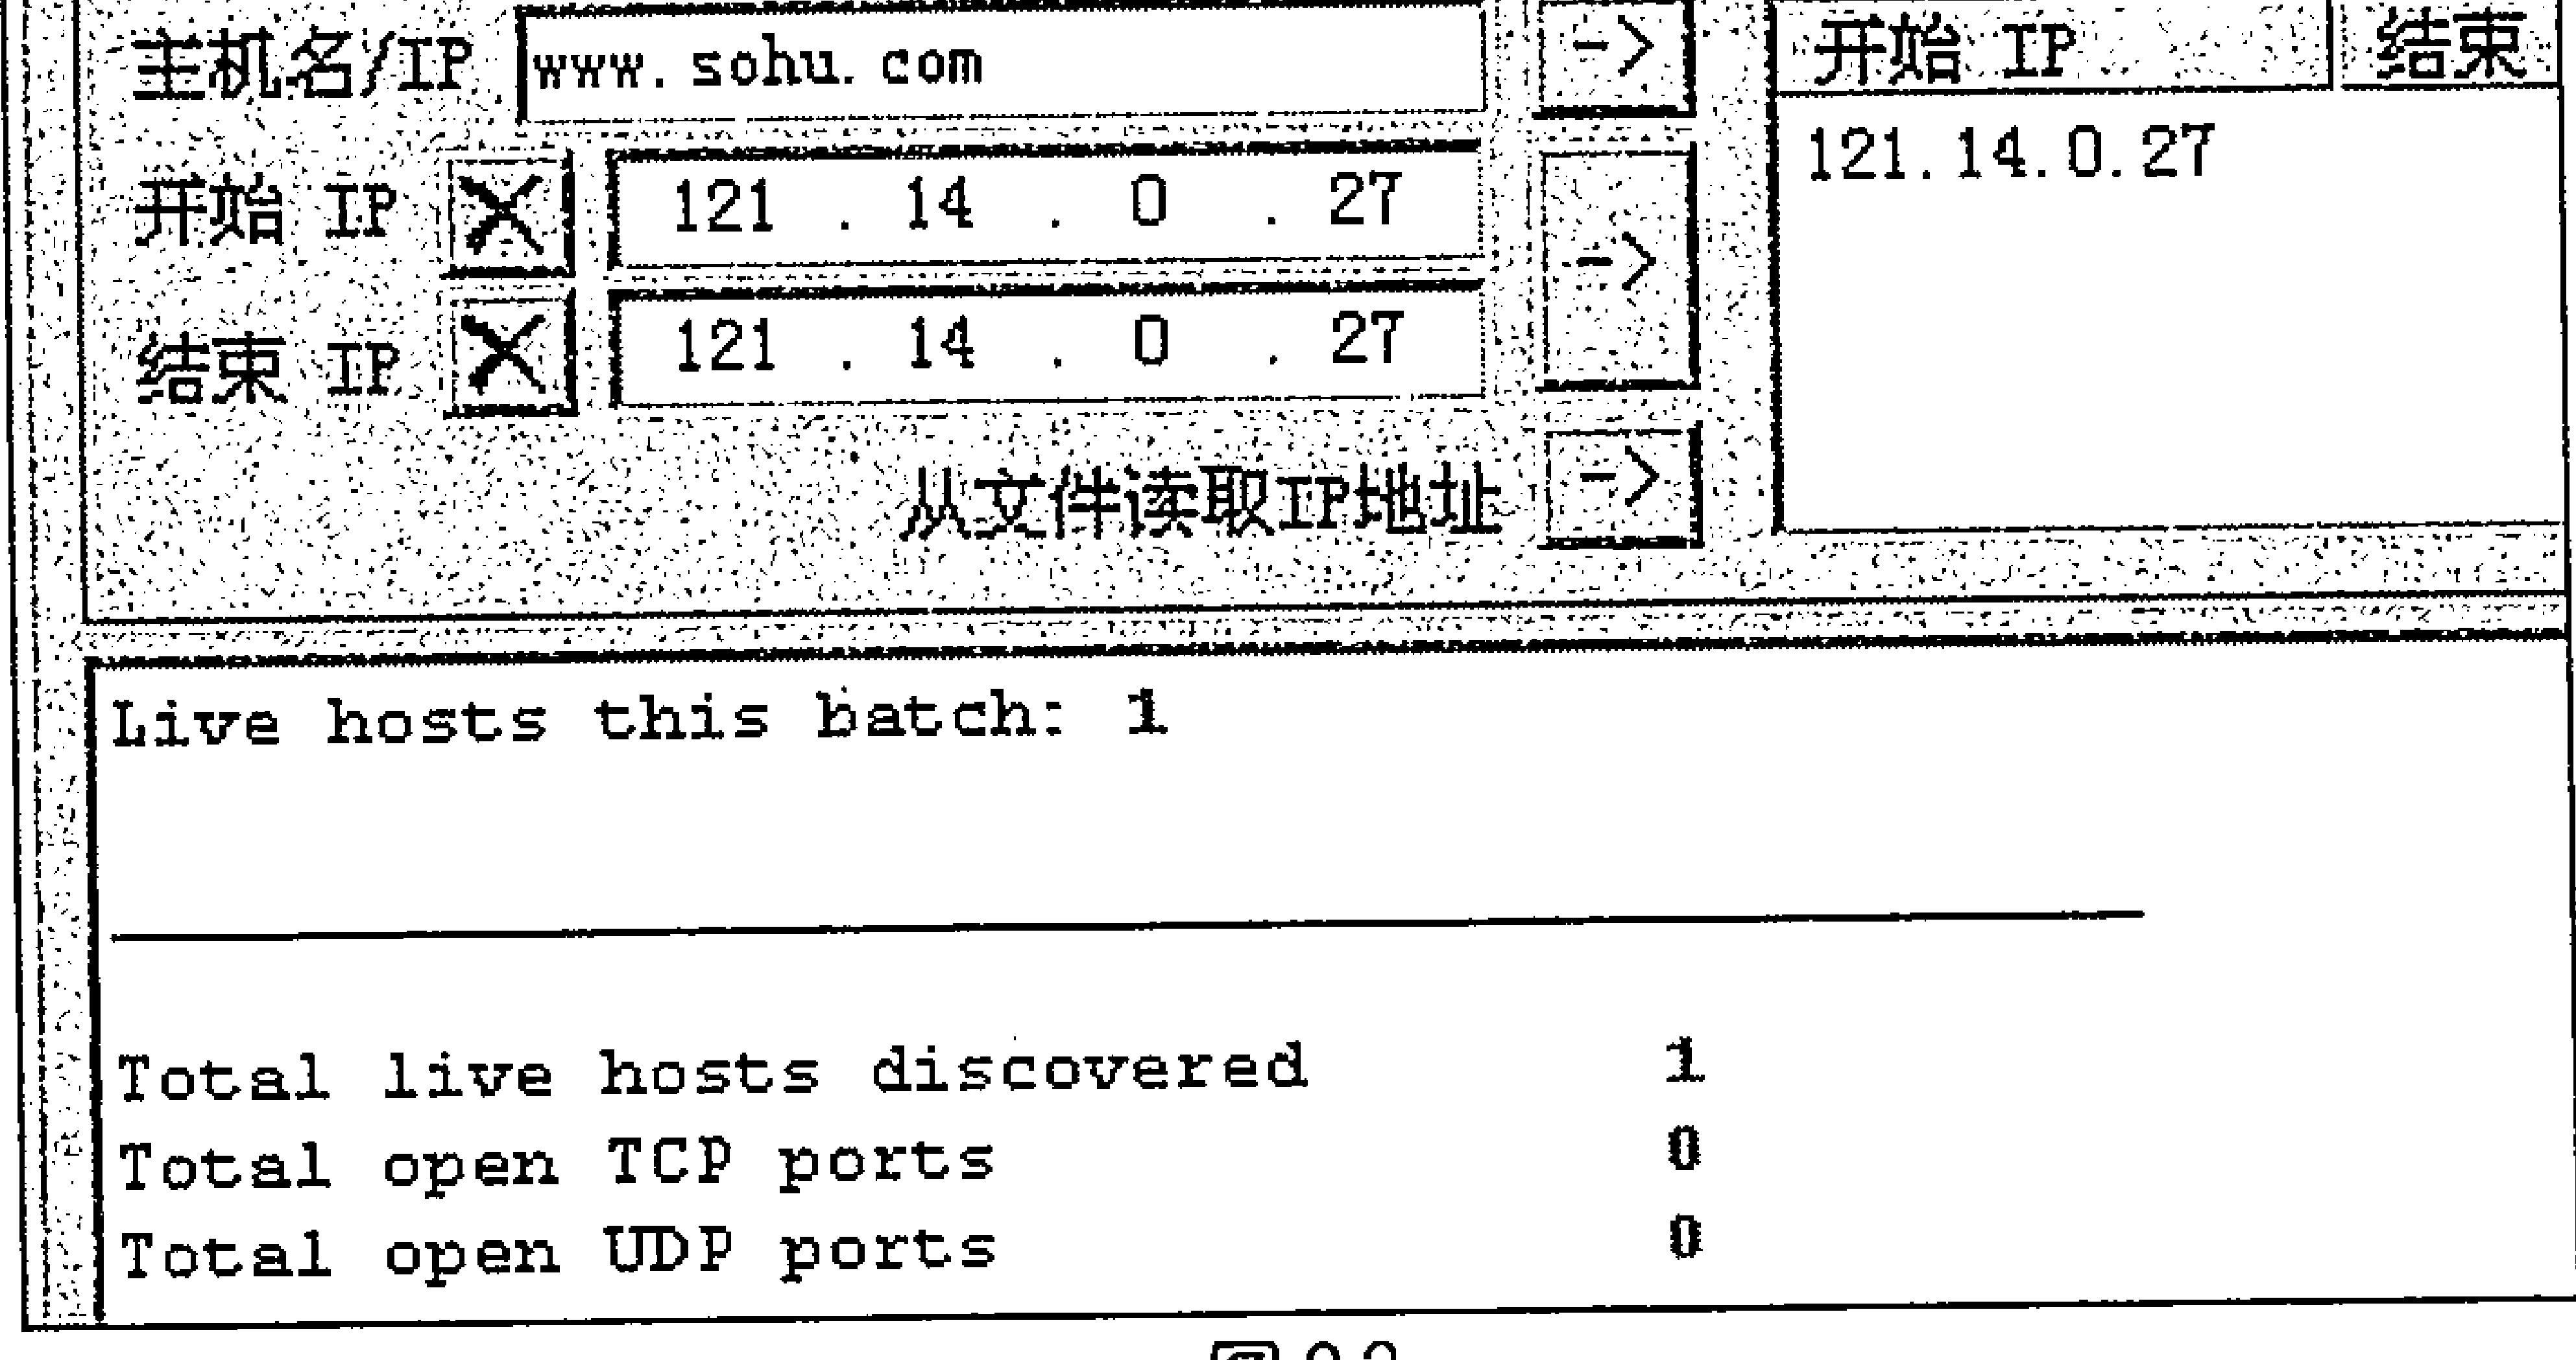 主机名/IP www.sohu.com -> 开始 IP 结束
121.14.0.27
开始 IP X 121 . 14 . 0 . 27 ->
结束 IP X 121 . 14 . 0 . 27
从文件读取IP地址 ->
Live hosts this batch: 1
Total live hosts discovered 1
Total open TCP ports 0
Total open UDP ports 0